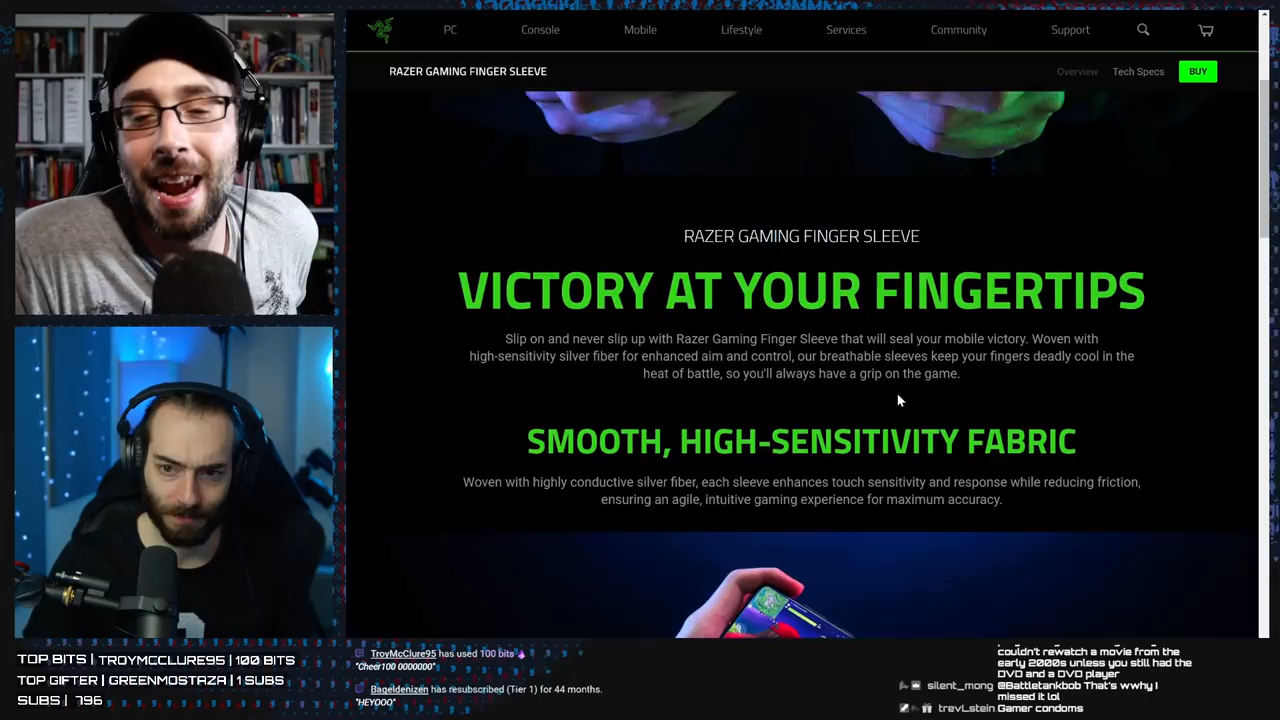 PC
Console
Mobile
Lifestyle
Services
Community
Support
RAZER GAMING FINGER SLEEVE
Overview
Tech Specs
BUY
RAZER GAMING FINGER SLEEVE
VICTORY AT YOUR FINGERTIPS
Slip on and never slip up with Razer Gaming Finger Sleeve that will seal your mobile victory. Woven with
high-sensitivity silver fiber for enhanced aim and control, our breathable sleeves keep your fingers deadly cool in the
heat of battle, so you'll always have a grip on the game.
SMOOTH, HIGH-SENSITIVITY FABRIC
Woven with highly conductive silver fiber, each sleeve enhances touch sensitivity and response while reducing friction,
ensuring an agile, intuitive gaming experience for maximum accuracy.
TOP BITS | TROYMCCLURE95 | 100 BITS
TOP GIFTER | GREENMOSTAZA | 1 SUBS
SUBS | 796
TroyMcClure95 has used 100 bits
"Cheer100 0000000"
Bageldenizen has resubscribed (Tier 1) for 44 months.
"HEYOOO"
couldn't rewatch a movie from the
early 2000s unless you still had the
DVD and a DVD player
silent_mong @Battletankbob That's wwhy I
missed it lol
trevl_stein Gamer condoms